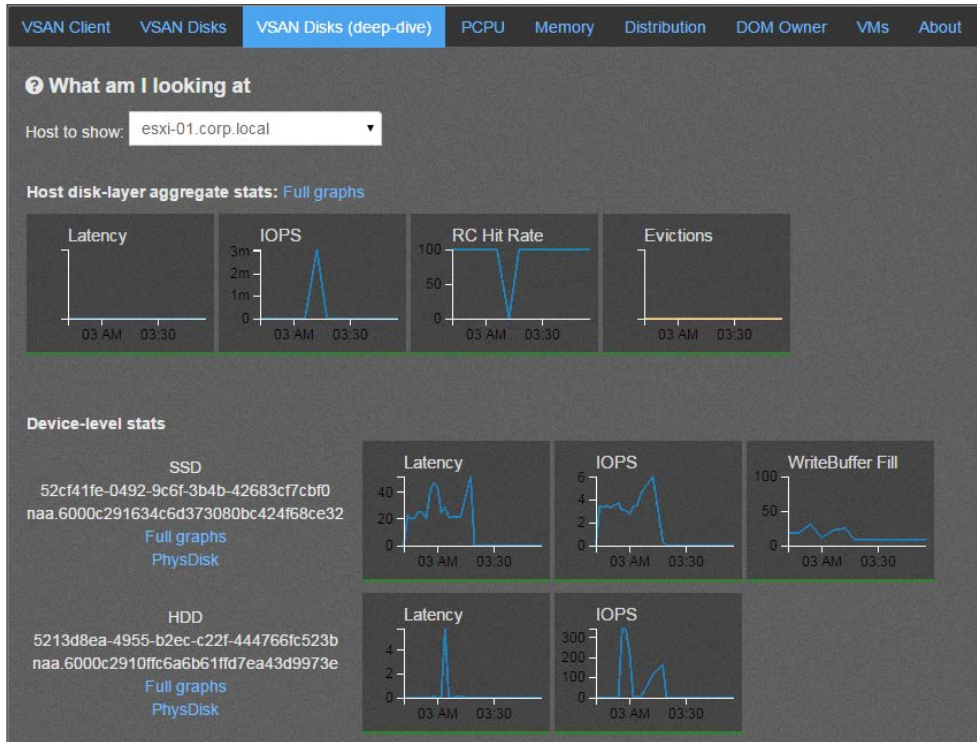 VSAN Client VSAN Disks VSAN Disks (deep-dive) PCPU Memory Distribution DOM Owner VMs About
What am I looking at
Host to show: esxi-01.corp.local
Host disk-layer aggregate stats: Full graphs
Latency
03 AM 03:30
IOPS
3m
2m
1m
0
03 AM 03:30
RC Hit Rate
100
50
0
03 AM 03:30
Evictions
03 AM 03:30
Device-level stats
SSD
52cf41fe-0492-9c6f-3b4b-42683cf7cbf0
naa.6000c291634c6d373080bc424f68ce32
Full graphs
PhysDisk
Latency
40
20
0
03 AM 03:30
IOPS
6
4
2
0
03 AM 03:30
WriteBuffer Fill
100
50
0
03 AM 03:30
HDD
5213d8ea-4955-b2ec-c22f-444766fc523b
naa.6000c2910ffc6a6b61ffd7ea43d9973e
Full graphs
PhysDisk
Latency
4
2
0
03 AM 03:30
IOPS
300
200
100
0
03 AM 03:30